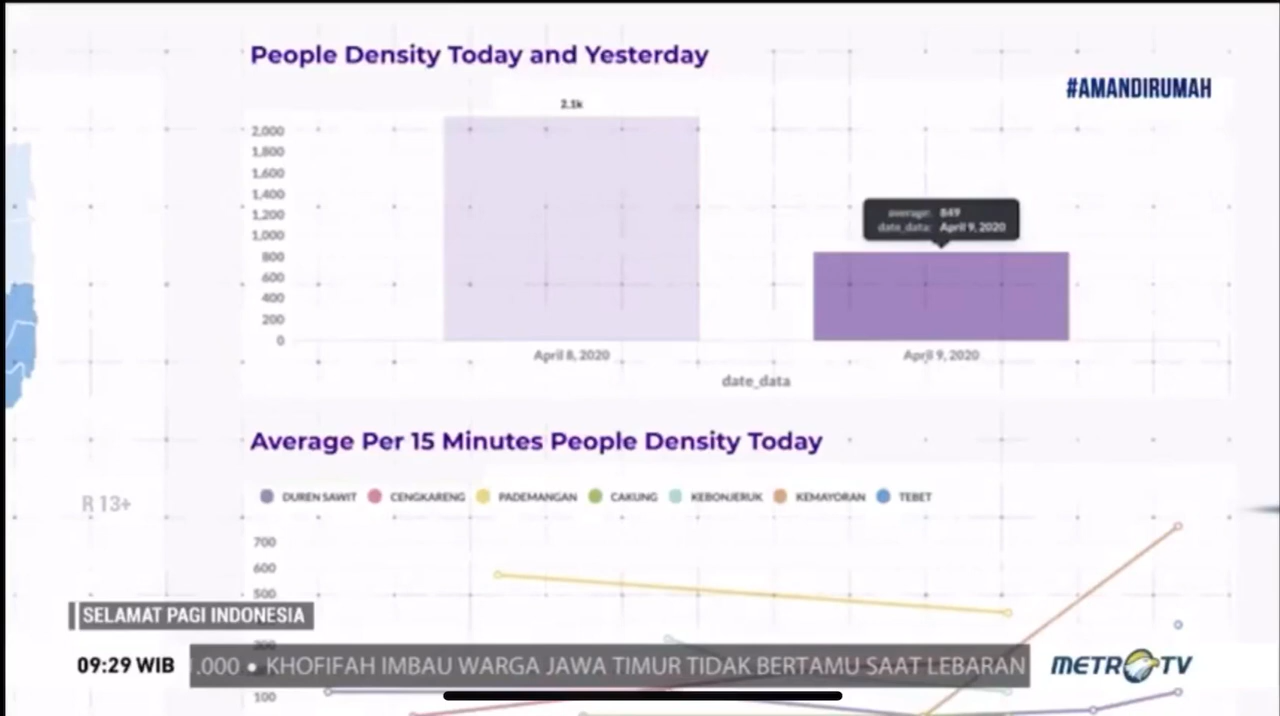 People Density Today and Yesterday
#AMANDIRUMAH
2.1k
2,000
1,800
1,600
1,400
1,200
1,000
800
600
400
200
0
average: 849
date_data: April 9, 2020
April 8, 2020
April 9, 2020
date_data
Average Per 15 Minutes People Density Today
R 13+
DUREN SAWIT CENGKARENG PADEMANGAN CAKUNG KEBONJERUK KEMAYORAN TEBET
700
600
500
300
100
SELAMAT PAGI INDONESIA
09:29 WIB
.000 • KHOFIFAH IMBAU WARGA JAWA TIMUR TIDAK BERTAMU SAAT LEBARAN
METRO TV